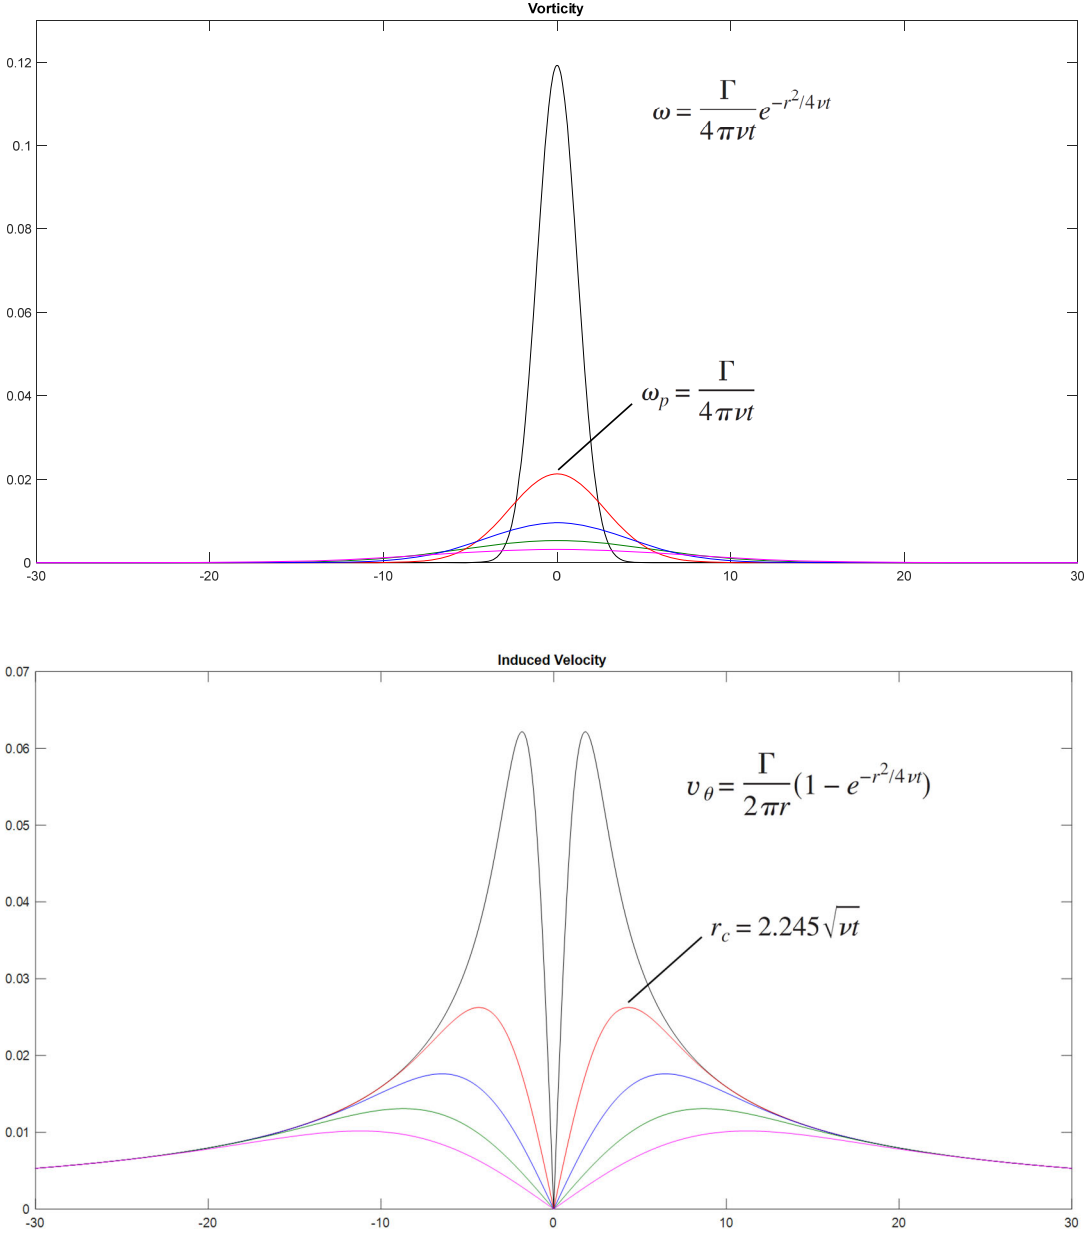 Vorticity
0.12
0.1
0.08
0.06
0.04
0.02
0
ω = Γ/4πνt e^{-r²/4νt}
ω_p = Γ/4πνt
-30 -20 -10 0 10 20 30
Induced Velocity
0.07
0.06
0.05
0.04
0.03
0.02
0.01
0
υ_θ = Γ/2πr (1 − e^{-r²/4νt})
r_c = 2.245√νt
-30 -20 -10 0 10 20 30